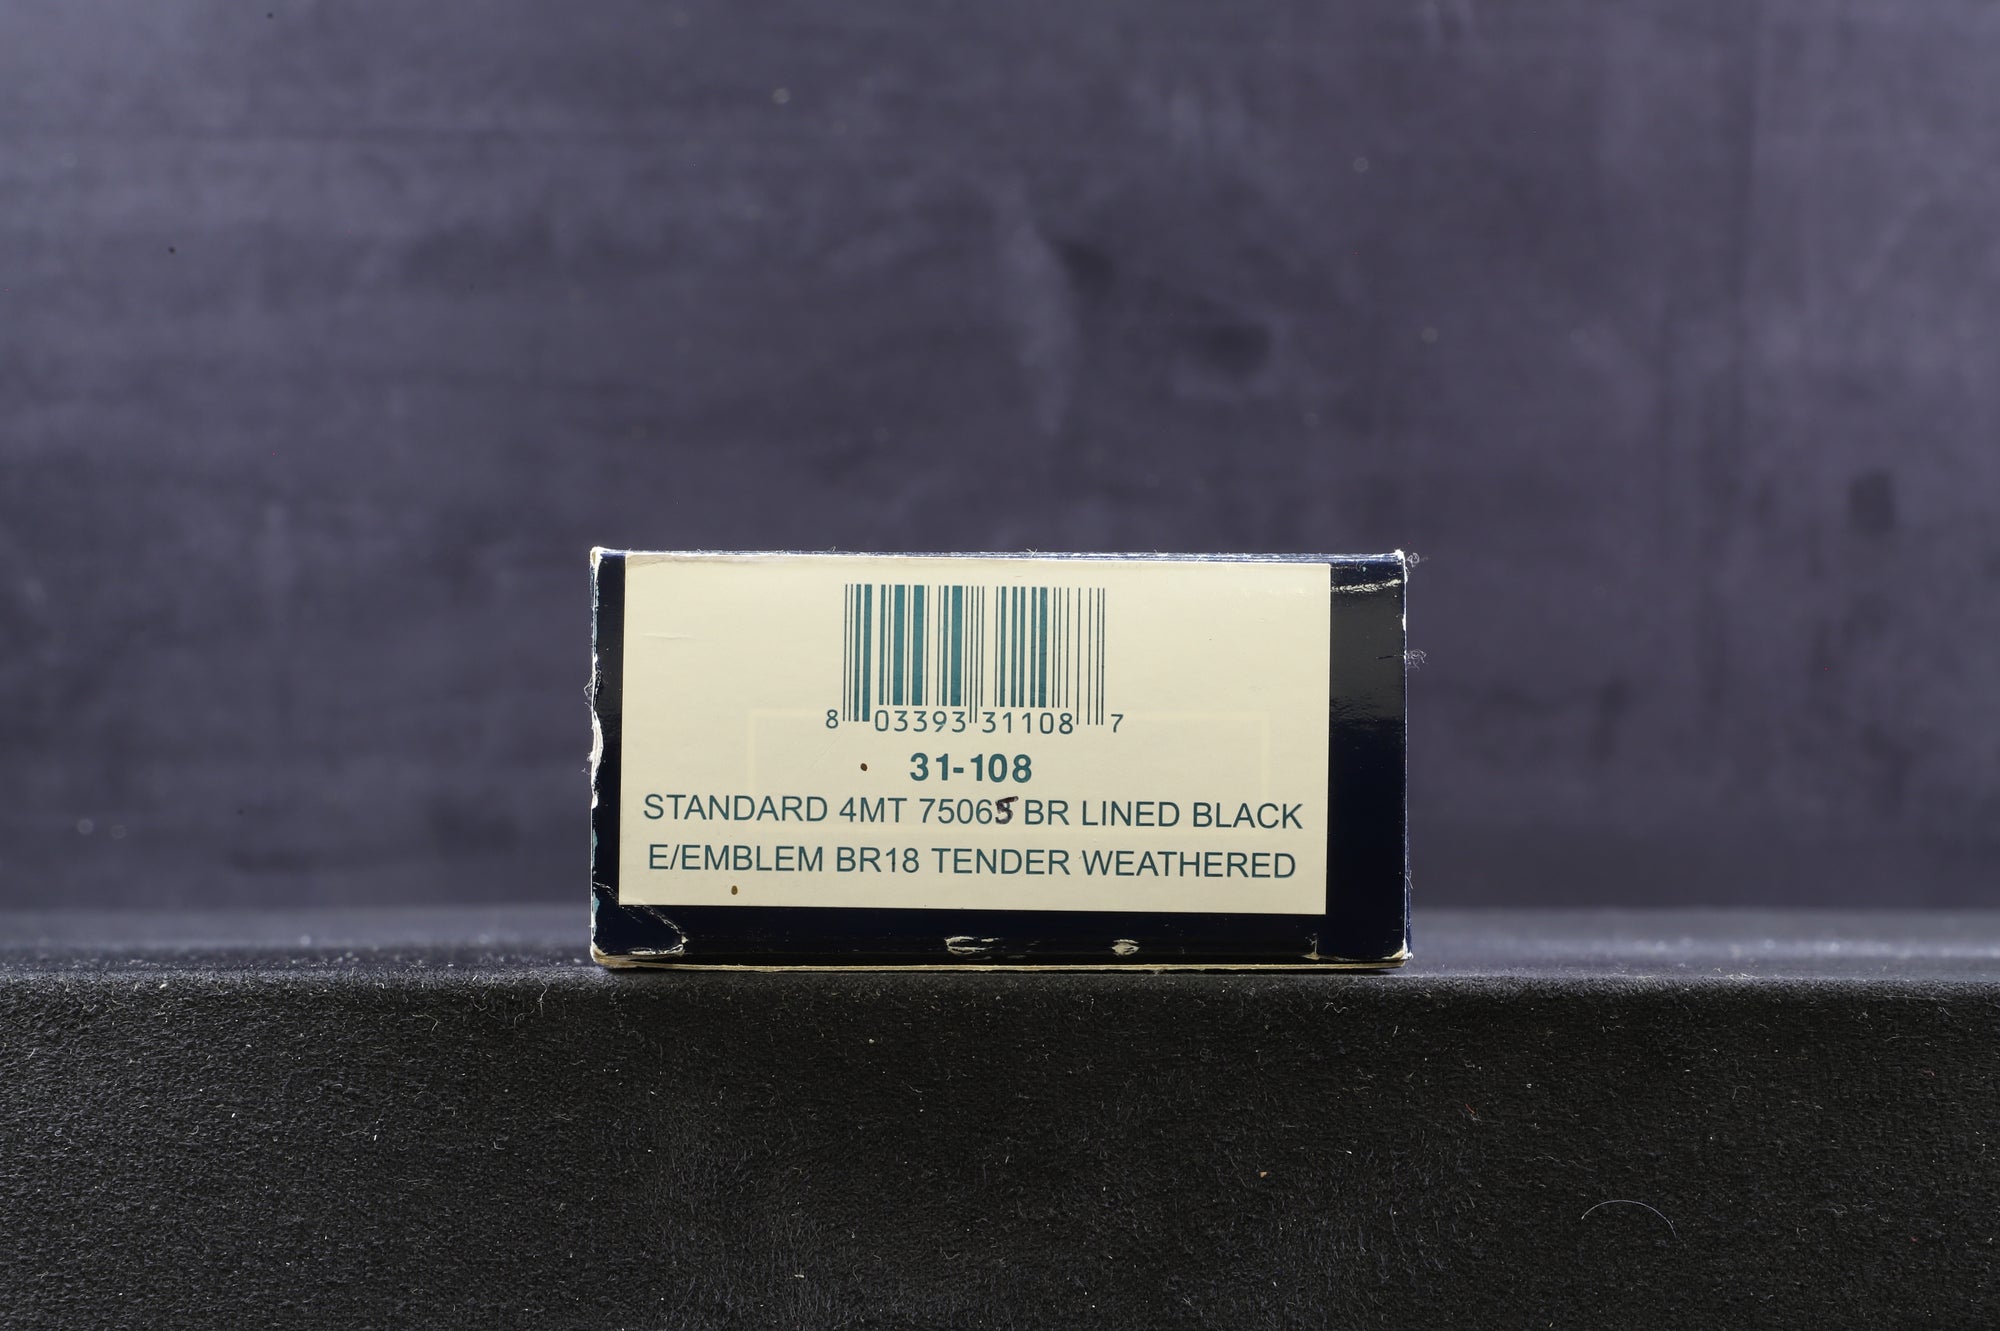 8 03393 31108 7
31-108
STANDARD 4MT 75065 BR LINED BLACK
E/EMBLEM BR18 TENDER WEATHERED